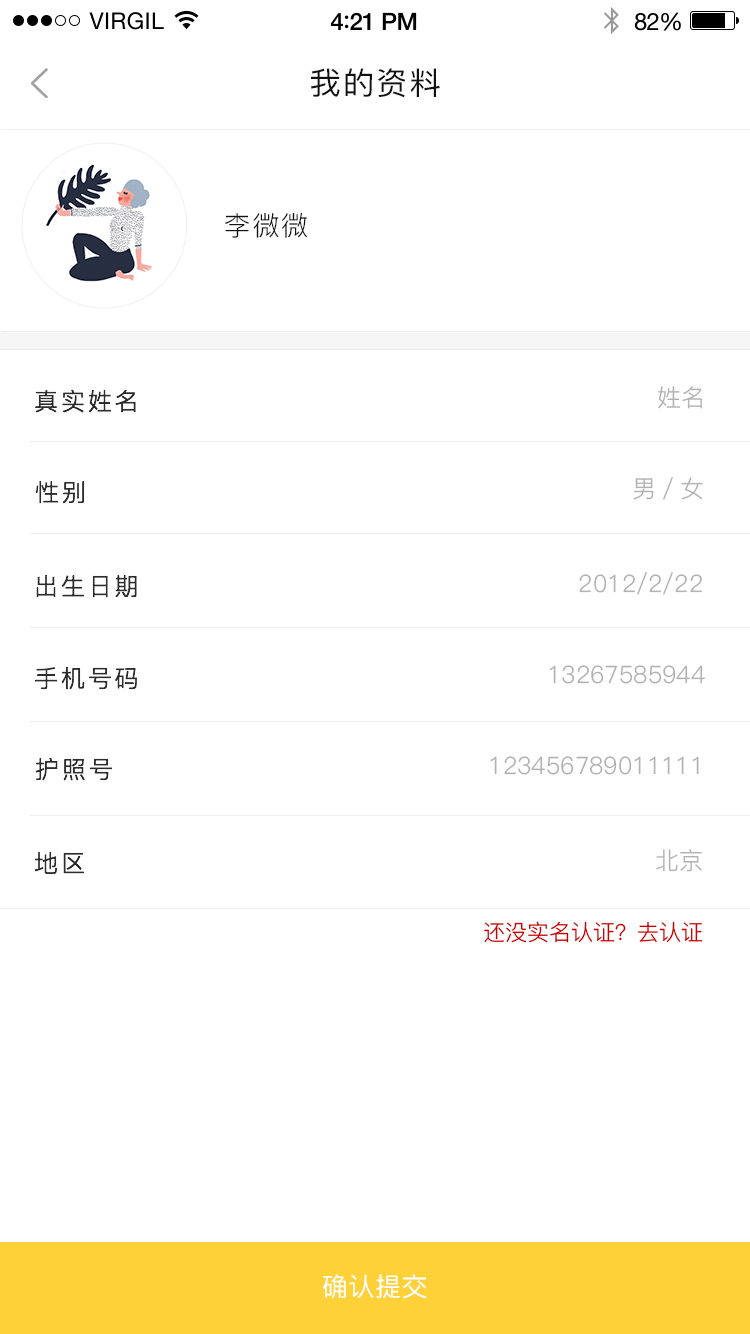 VIRGIL 4:21 PM 82%
我的资料
李微微
真实姓名 姓名
性别 男 / 女
出生日期 2012/2/22
手机号码 13267585944
护照号 123456789011111
地区 北京
还没实名认证？去认证
确认提交